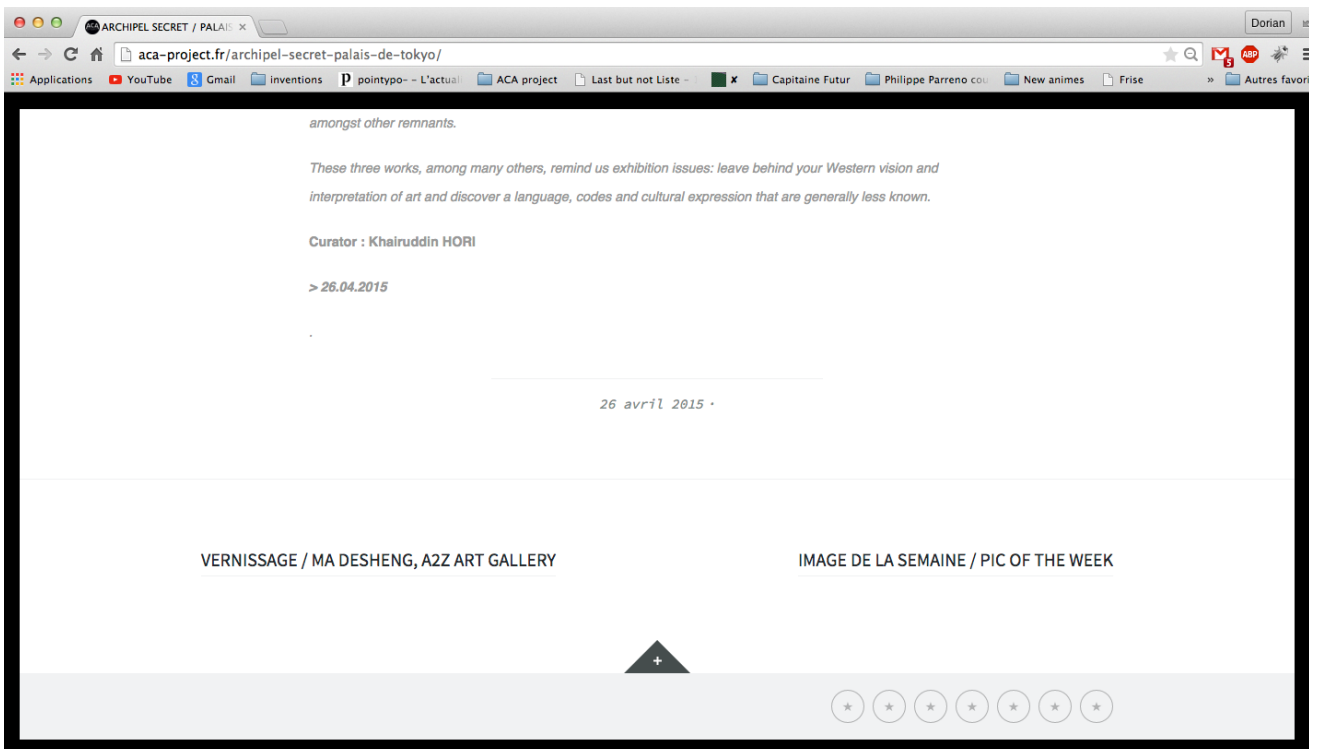 ARCHIPEL SECRET / PALAIS
Dorian
aca-project.fr/archipel-secret-palais-de-tokyo/
5
ABP
Applications YouTube Gmail inventions pointypo- - L'actuali ACA project Last but not Liste - Capitaine Futur Philippe Parreno cou New animes Frise » Autres favori
amongst other remnants.
These three works, among many others, remind us exhibition issues: leave behind your Western vision and
interpretation of art and discover a language, codes and cultural expression that are generally less known.
Curator : Khairuddin HORI
> 26.04.2015
.
26 avril 2015 ·
VERNISSAGE / MA DESHENG, A2Z ART GALLERY
IMAGE DE LA SEMAINE / PIC OF THE WEEK
+